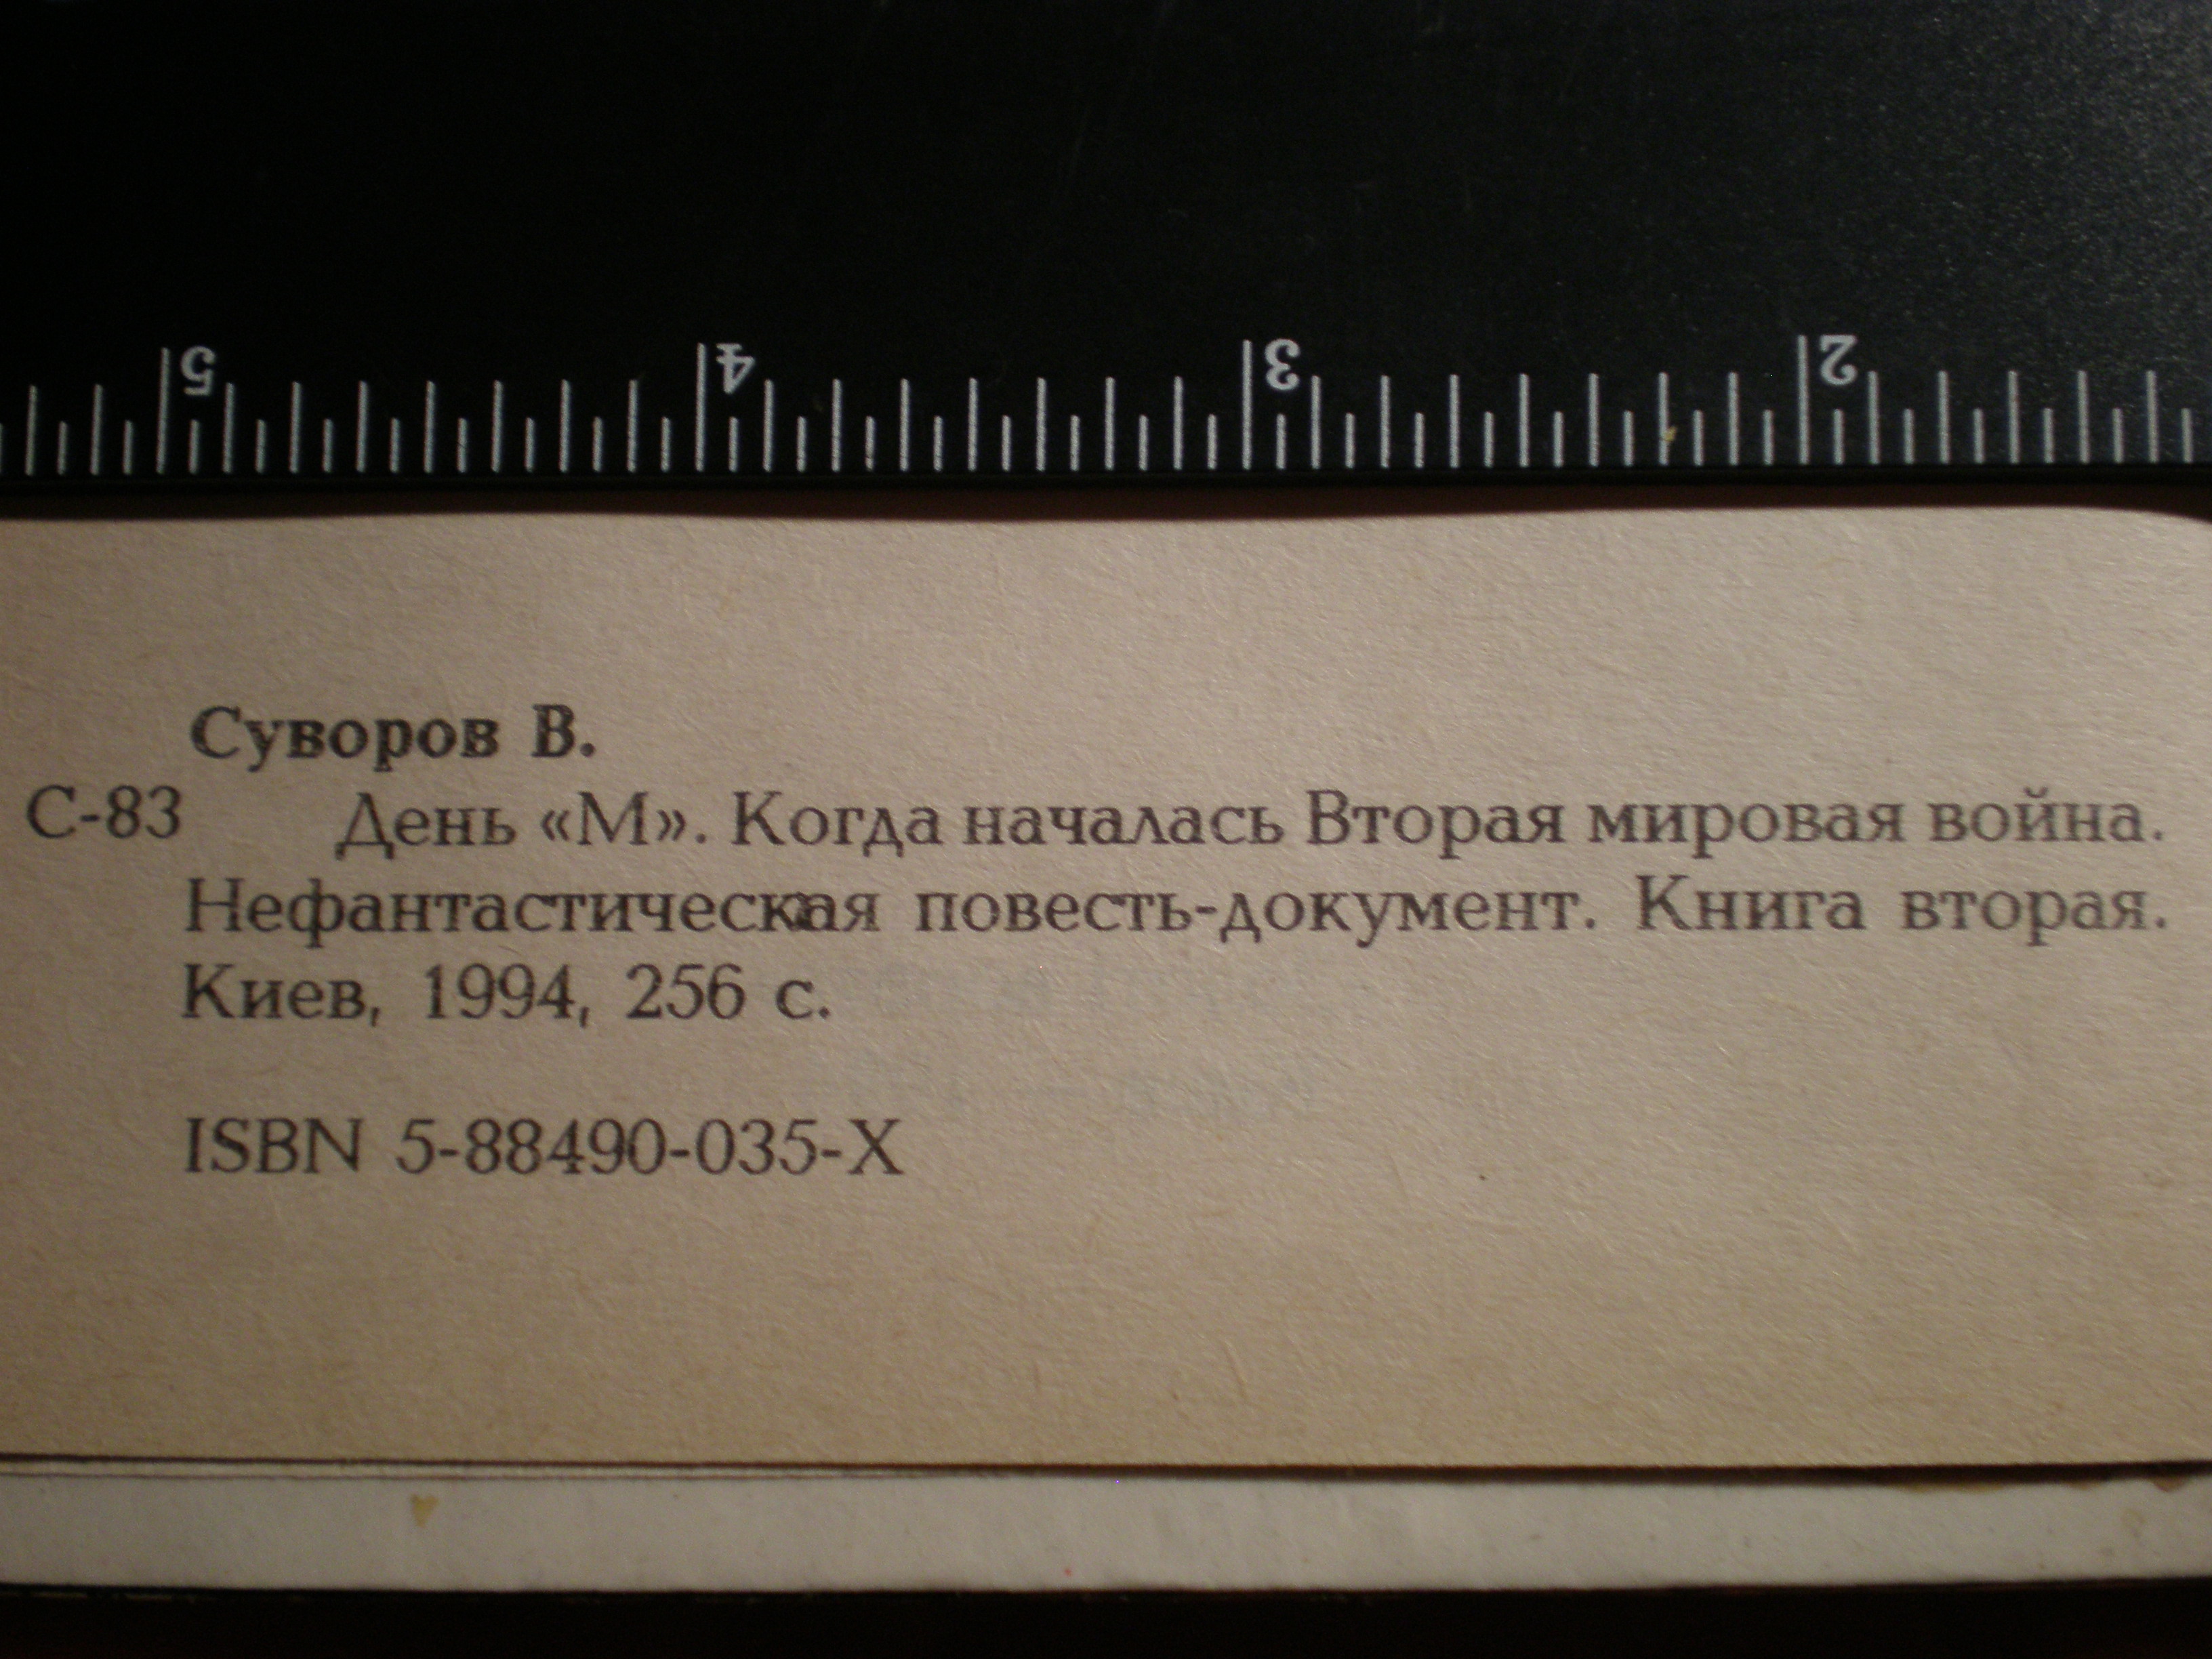 5 4 3 2
Суворов В.
С-83 День «М». Когда началась Вторая мировая война.
Нефантастическая повесть-документ. Книга вторая.
Киев, 1994, 256 с.
ISBN 5-88490-035-X